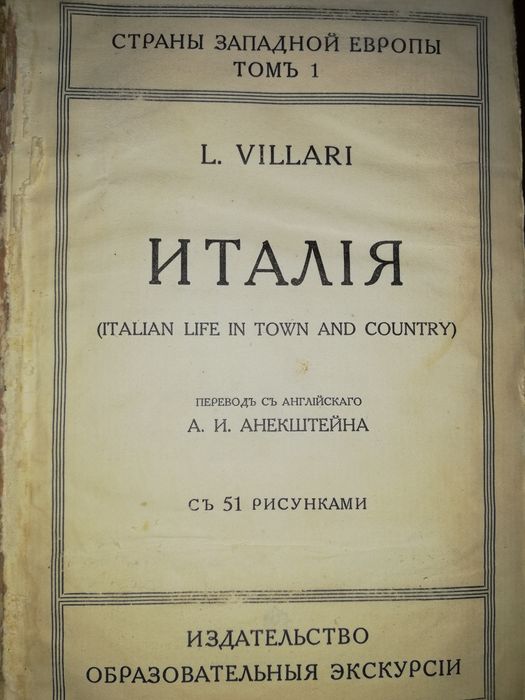 СТРАНЫ ЗАПАДНОЙ ЕВРОПЫ
ТОМЪ 1
L. VILLARI
ИТАЛІЯ
(ITALIAN LIFE IN TOWN AND COUNTRY)
ПЕРЕВОДЪ СЪ АНГЛІЙСКАГО
А. И. АНЕКШТЕЙНА
СЪ 51 РИСУНКАМИ
ИЗДАТЕЛЬСТВО
ОБРАЗОВАТЕЛЬНЫЯ ЭКСКУРСІИ